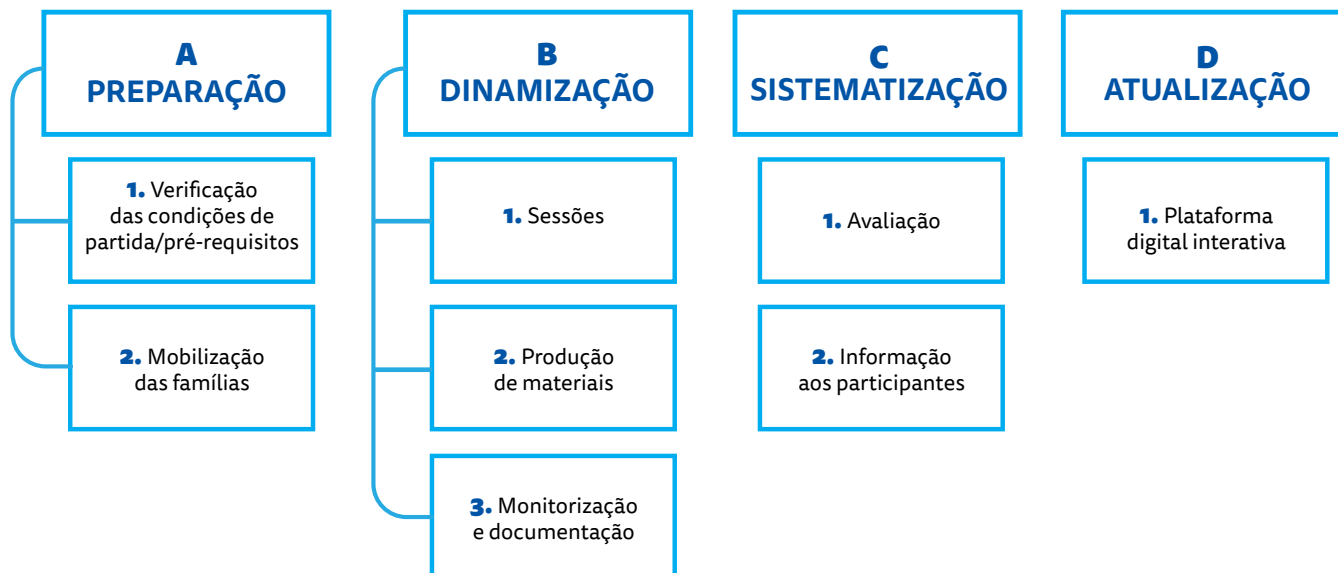 A
PREPARAÇÃO
1. Verificação
das condições de
partida/pré-requisitos
2. Mobilização
das famílias
B
DINAMIZAÇÃO
1. Sessões
2. Produção
de materiais
3. Monitorização
e documentação
C
SISTEMATIZAÇÃO
1. Avaliação
2. Informação
aos participantes
D
ATUALIZAÇÃO
1. Plataforma
digital interativa